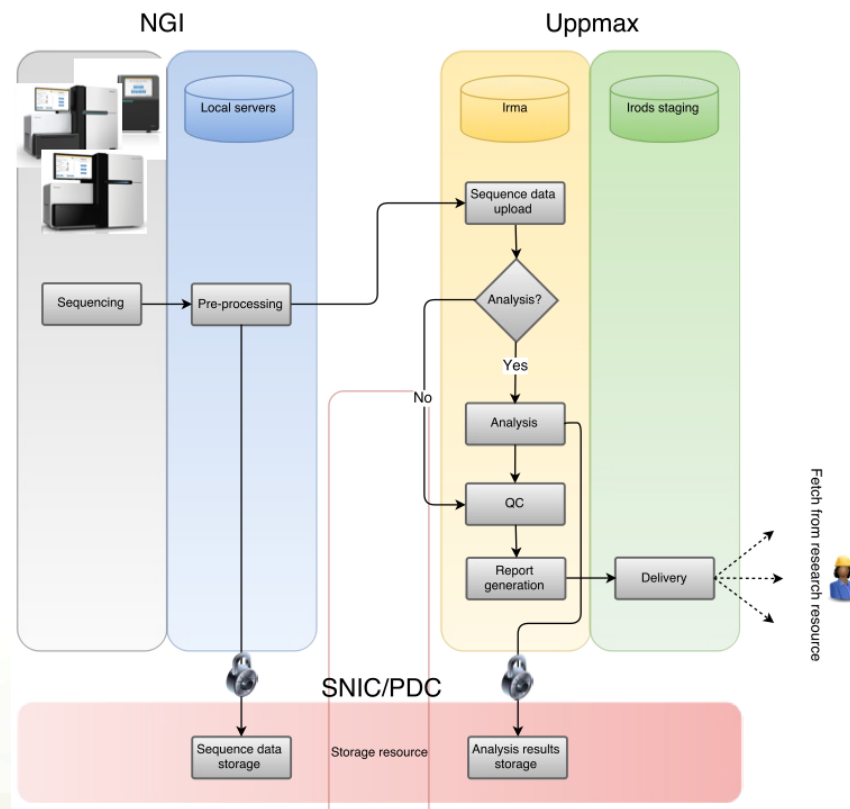 NGI
Uppmax
Local servers
Irma
Irods staging
Sequence data
upload
Sequencing
Pre-processing
Analysis?
Yes
No
Analysis
QC
Report
generation
Delivery
Fetch from research resource
SNIC/PDC
Sequence data
storage
Storage resource
Analysis results
storage